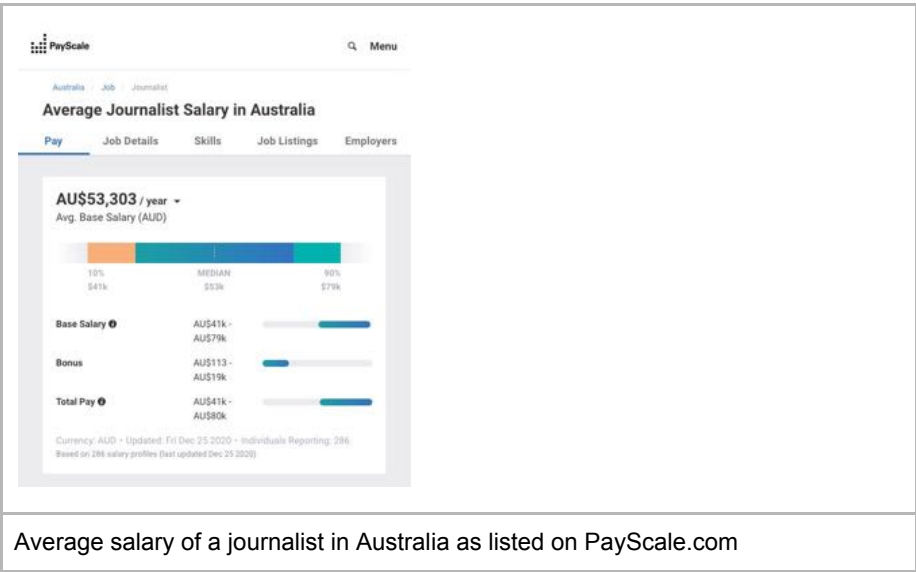 PayScale
Menu
Australia / Job / Journalist
Average Journalist Salary in Australia
Pay Job Details Skills Job Listings Employers
AU$53,303 / year
Avg. Base Salary (AUD)
10% MEDIAN 90%
$41k $53k $79k
Base Salary AU$41k -
AU$79k
Bonus AU$113 -
AU$19k
Total Pay AU$41k -
AU$80k
Currency: AUD • Updated: Fri Dec 25 2020 • Individuals Reporting: 286
Based on 286 salary profiles (last updated Dec 25 2020)
Average salary of a journalist in Australia as listed on PayScale.com